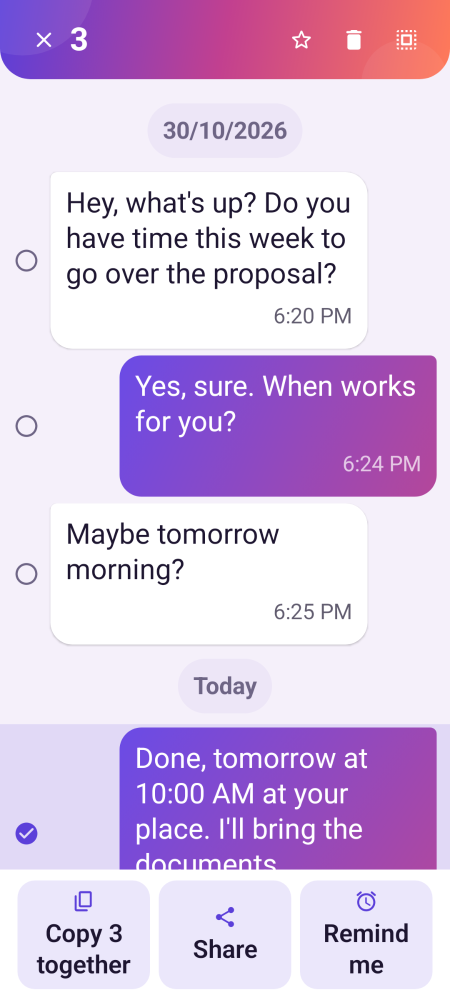 3
30/10/2026
Hey, what's up? Do you
have time this week to
go over the proposal?
6:20 PM
Yes, sure. When works
for you?
6:24 PM
Maybe tomorrow
morning?
6:25 PM
Today
Done, tomorrow at
10:00 AM at your
place. I'll bring the
documents
Copy 3
together
Share
Remind
me